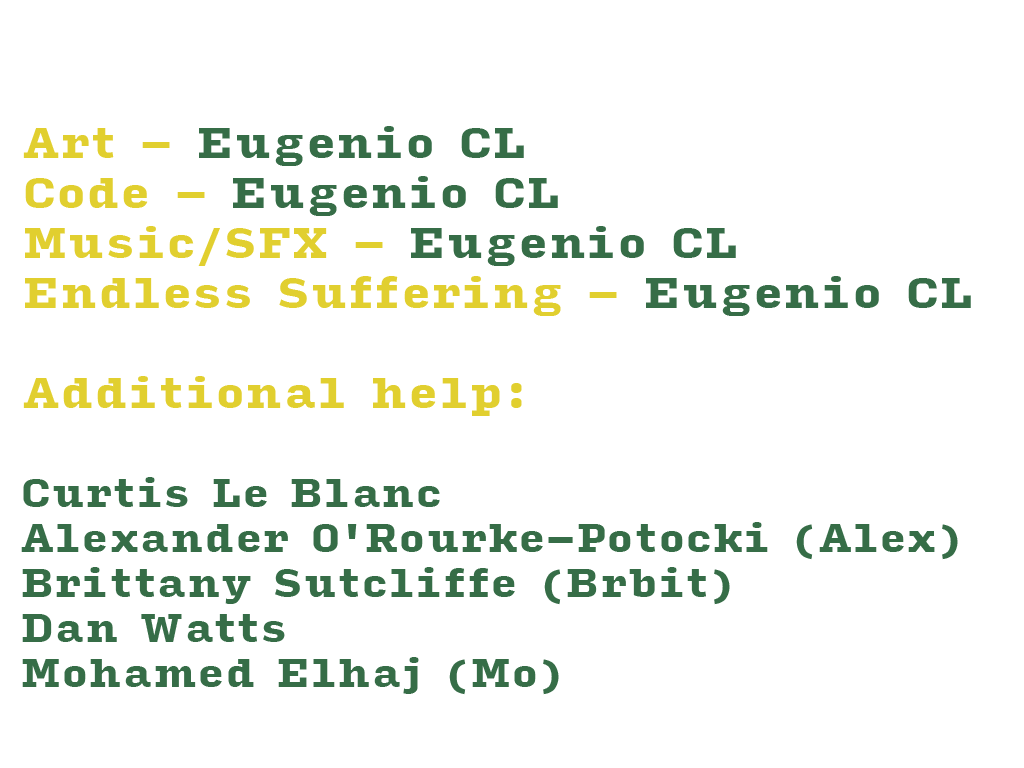 Art - Eugenio CL
Code - Eugenio CL
Music/SFX - Eugenio CL
Endless Suffering - Eugenio CL
Additional help:
Curtis Le Blanc
Alexander O'Rourke-Potocki (Alex)
Brittany Sutcliffe (Brbit)
Dan Watts
Mohamed Elhaj (Mo)